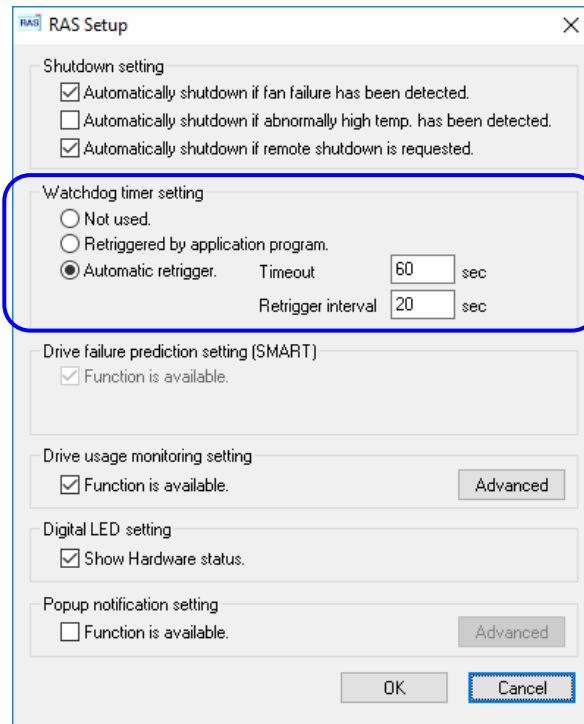 RAS RAS Setup
Shutdown setting
Automatically shutdown if fan failure has been detected.
Automatically shutdown if abnormally high temp. has been detected.
Automatically shutdown if remote shutdown is requested.
Watchdog timer setting
Not used.
Retriggered by application program.
Automatic retrigger. Timeout 60 sec
Retrigger interval 20 sec
Drive failure prediction setting (SMART)
Function is available.
Drive usage monitoring setting
Function is available. Advanced
Digital LED setting
Show Hardware status.
Popup notification setting
Function is available. Advanced
OK Cancel